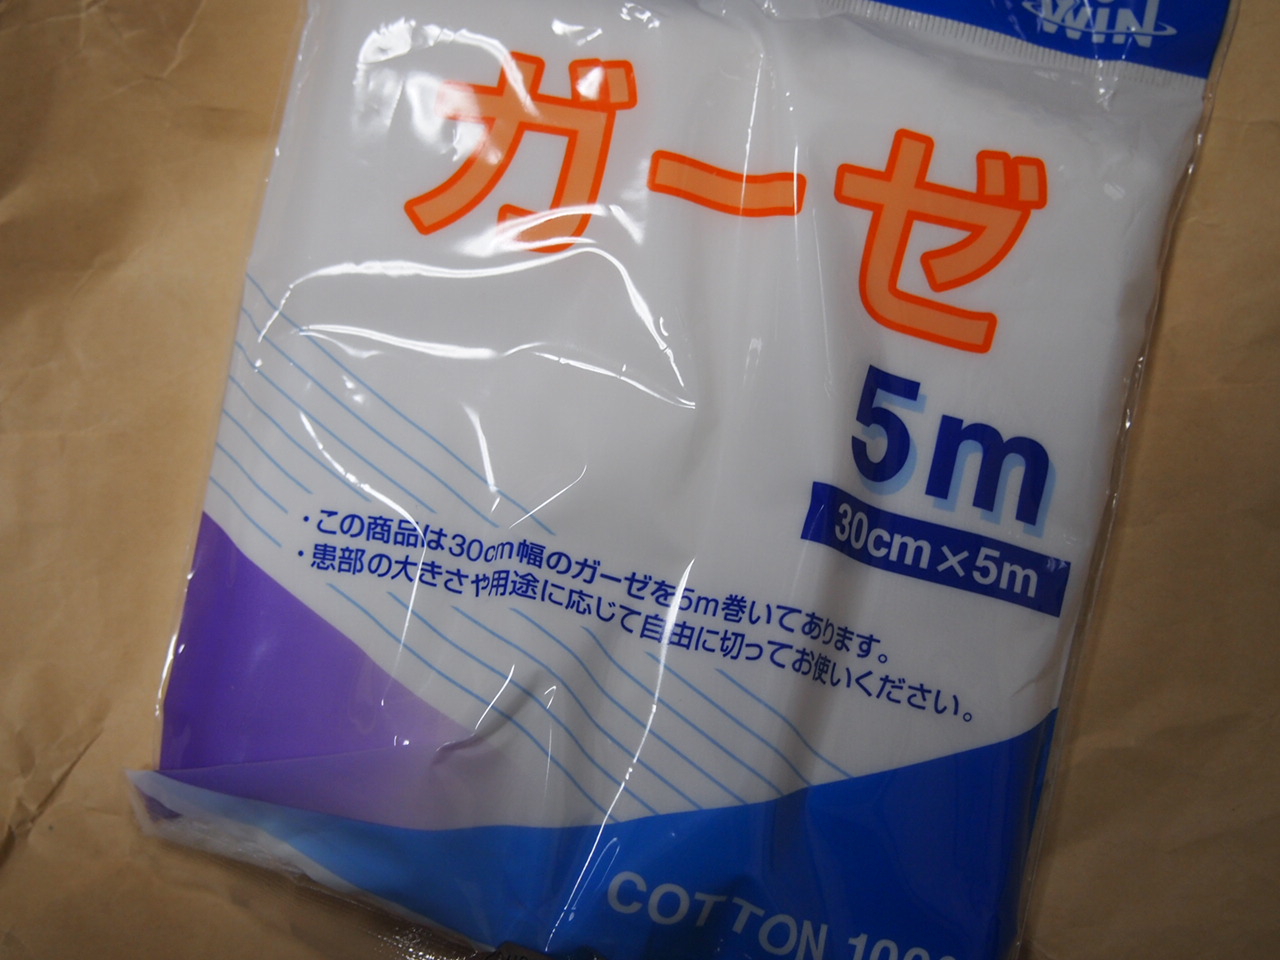 WIN
ガーゼ
5m
30cm×5m
・この商品は30cm幅のガーゼを5m巻いてあります。
・患部の大きさや用途に応じて自由に切ってお使いください。
COTTON 100